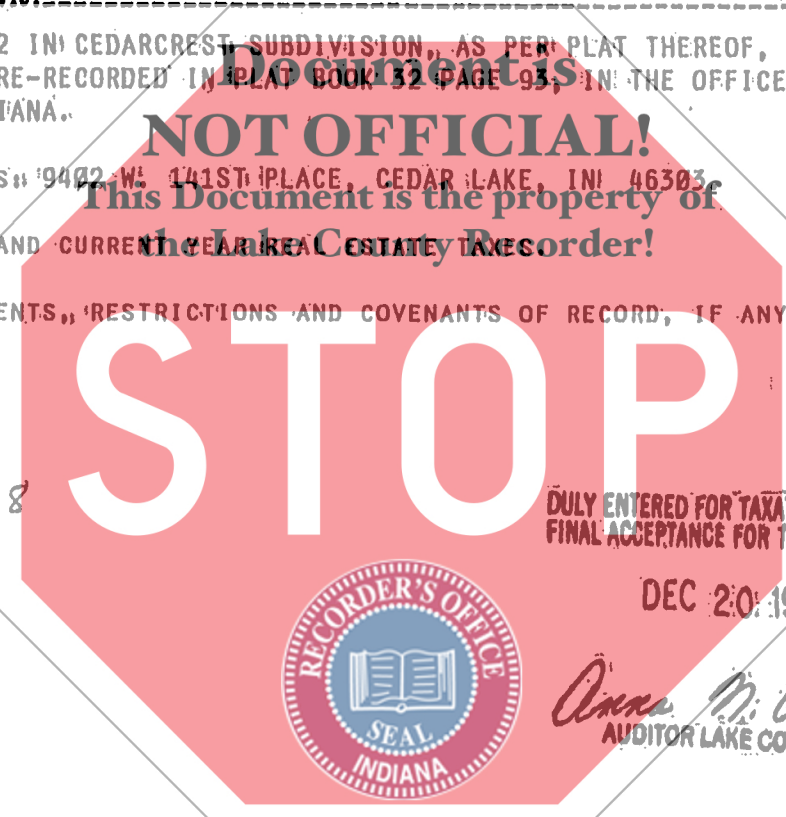 2 IN CEDARCREST SUBDIVISION, AS PER PLAT THEREOF,
Document is
RE-RECORDED IN PLAT BOOK 32 PAGE 93, IN THE OFFICE
IANA.
NOT OFFICIAL!
S: 9402 W. 141ST PLACE, CEDAR LAKE, IN 46303
This Document is the property of
AND CURRENT YEAR REAL ESTATE TAXES.
the Lake County Recorder!
ENTS, RESTRICTIONS AND COVENANTS OF RECORD, IF ANY
STOP
8
DULY ENTERED FOR TAXA
FINAL ACCEPTANCE FOR T
DEC 20 19
RECORDER'S OFFICE
SEAL
INDIANA
Anna N.
AUDITOR LAKE CO